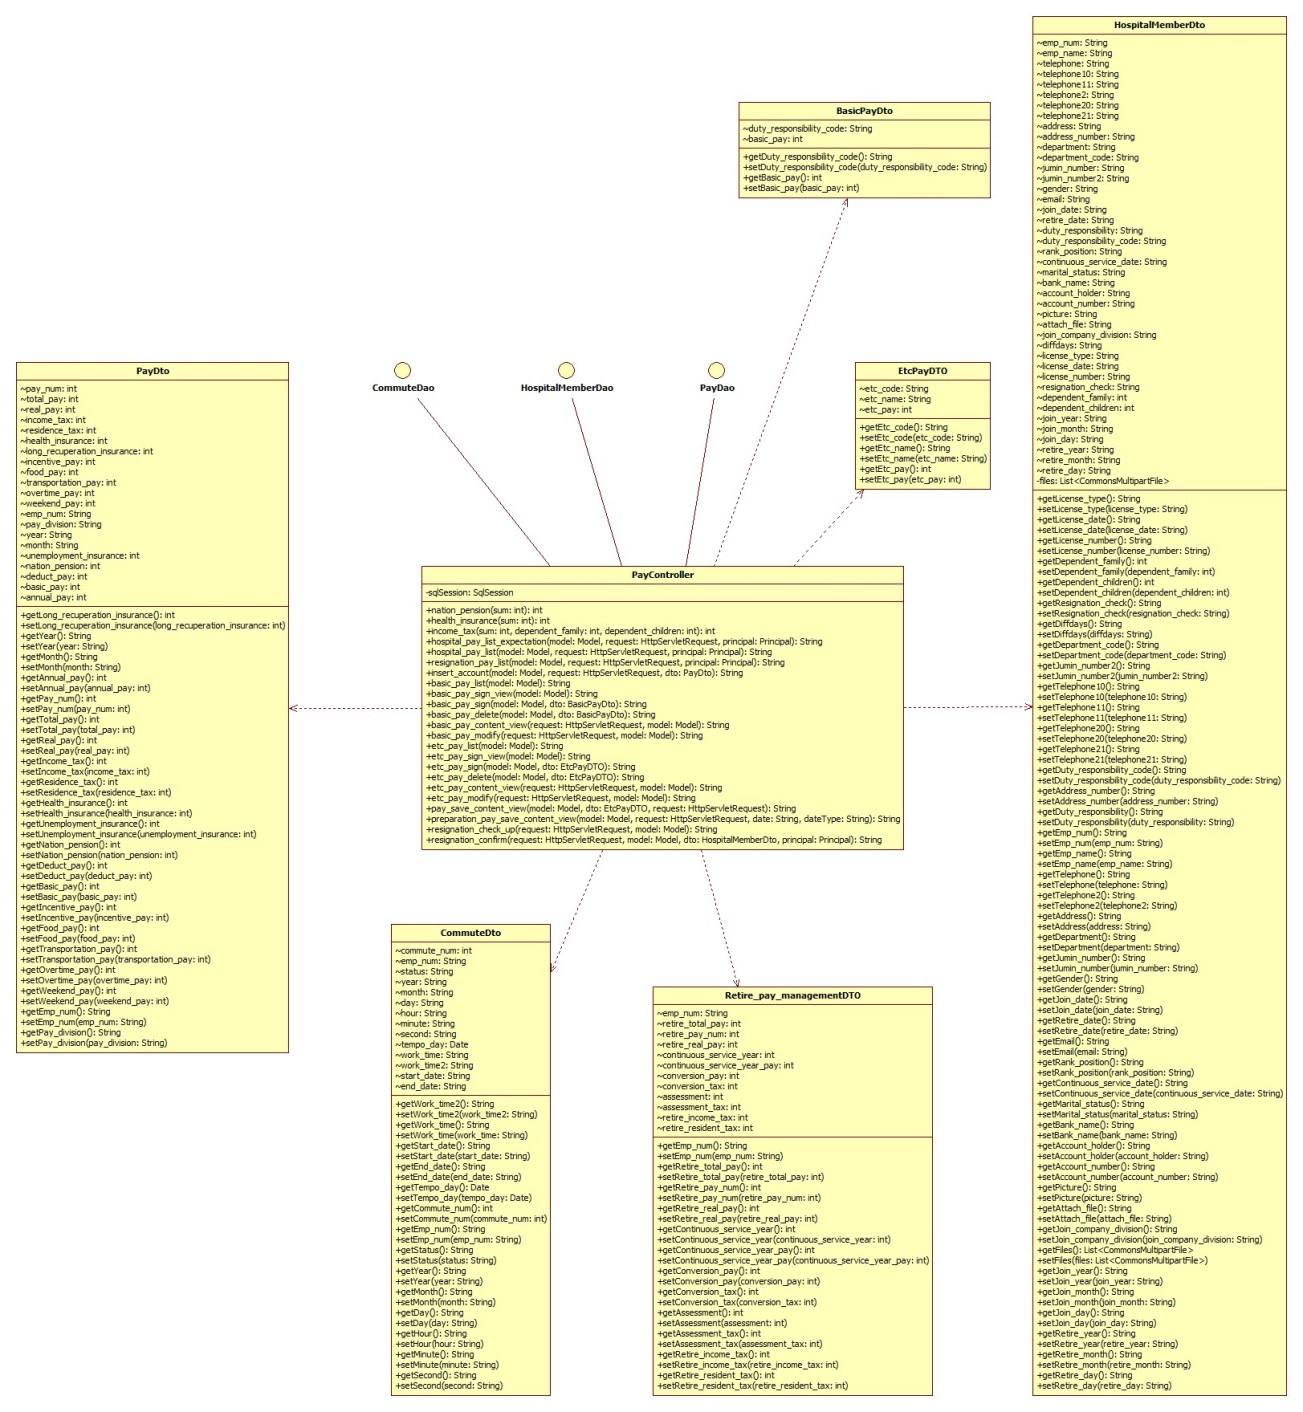 HospitalMemberDto
~emp_num: String
~emp_name: String
~telephone: String
~telephone10: String
~telephone11: String
~telephone2: String
~telephone20: String
~telephone21: String
~address: String
~address_number: String
~department: String
~department_code: String
~jumin_number: String
~jumin_number2: String
~gender: String
~email: String
~join_date: String
~retire_date: String
~duty_responsibility: String
~duty_responsibility_code: String
~rank_position: String
~continuous_service_date: String
~marital_status: String
~bank_name: String
~account_holder: String
~account_number: String
~picture: String
~attach_file: String
~join_company_division: String
~diffdays: String
~license_type: String
~license_date: String
~license_number: String
~resignation_check: String
~dependent_family: int
~dependent_children: int
~join_year: String
~join_month: String
~join_day: String
~retire_year: String
~retire_month: String
~retire_day: String
-files: List<CommonsMultipartFile>
+getLicense_type(): String
+setLicense_type(license_type: String)
+getLicense_date(): String
+setLicense_date(license_date: String)
+getLicense_number(): String
+setLicense_number(license_number: String)
+getDependent_family(): int
+setDependent_family(dependent_family: int)
+getDependent_children(): int
+setDependent_children(dependent_children: int)
+getResignation_check(): String
+setResignation_check(resignation_check: String)
+getDiffdays(): String
+setDiffdays(diffdays: String)
+getDepartment_code(): String
+setDepartment_code(department_code: String)
+getJumin_number2(): String
+setJumin_number2(jumin_number2: String)
+getTelephone10(): String
+setTelephone10(telephone10: String)
+getTelephone11(): String
+setTelephone11(telephone11: String)
+getTelephone20(): String
+setTelephone20(telephone20: String)
+getTelephone21(): String
+setTelephone21(telephone21: String)
+getDuty_responsibility_code(): String
+setDuty_responsibility_code(duty_responsibility_code: String)
+getAddress_number(): String
+setAddress_number(address_number: String)
+getDuty_responsibility(): String
+setDuty_responsibility(duty_responsibility: String)
+getEmp_num(): String
+setEmp_num(emp_num: String)
+getEmp_name(): String
+setEmp_name(emp_name: String)
+getTelephone(): String
+setTelephone(telephone: String)
+getTelephone2(): String
+setTelephone2(telephone2: String)
+getAddress(): String
+setAddress(address: String)
+getDepartment(): String
+setDepartment(department: String)
+getJumin_number(): String
+setJumin_number(jumin_number: String)
+getGender(): String
+setGender(gender: String)
+getJoin_date(): String
+setJoin_date(join_date: String)
+getRetire_date(): String
+setRetire_date(retire_date: String)
+getEmail(): String
+setEmail(email: String)
+getRank_position(): String
+setRank_position(rank_position: String)
+getContinuous_service_date(): String
+setContinuous_service_date(continuous_service_date: String)
+getMarital_status(): String
+setMarital_status(marital_status: String)
+getBank_name(): String
+setBank_name(bank_name: String)
+getAccount_holder(): String
+setAccount_holder(account_holder: String)
+getAccount_number(): String
+setAccount_number(account_number: String)
+getPicture(): String
+setPicture(picture: String)
+getAttach_file(): String
+setAttach_file(attach_file: String)
+getJoin_company_division(): String
+setJoin_company_division(join_company_division: String)
+getFiles(): List<CommonsMultipartFile>
+setFiles(files: List<CommonsMultipartFile>)
+getJoin_year(): String
+setJoin_year(join_year: String)
+getJoin_month(): String
+setJoin_month(join_month: String)
+getJoin_day(): String
+setJoin_day(join_day: String)
+getRetire_year(): String
+setRetire_year(retire_year: String)
+getRetire_month(): String
+setRetire_month(retire_month: String)
+getRetire_day(): String
+setRetire_day(retire_day: String)
BasicPayDto
~duty_responsibility_code: String
~basic_pay: int
+getDuty_responsibility_code(): String
+setDuty_responsibility_code(duty_responsibility_code: String)
+getBasic_pay(): int
+setBasic_pay(basic_pay: int)
PayDto
~pay_num: int
~total_pay: int
~real_pay: int
~income_tax: int
~residence_tax: int
~health_insurance: int
~long_recuperation_insurance: int
~incentive_pay: int
~food_pay: int
~transportation_pay: int
~overtime_pay: int
~weekend_pay: int
~emp_num: String
~pay_division: String
~year: String
~month: String
~unemployment_insurance: int
~nation_pension: int
~deduct_pay: int
~basic_pay: int
~annual_pay: int
+getLong_recuperation_insurance(): int
+setLong_recuperation_insurance(long_recuperation_insurance: int)
+getYear(): String
+setYear(year: String)
+getMonth(): String
+setMonth(month: String)
+getAnnual_pay(): int
+setAnnual_pay(annual_pay: int)
+getPay_num(): int
+setPay_num(pay_num: int)
+getTotal_pay(): int
+setTotal_pay(total_pay: int)
+getReal_pay(): int
+setReal_pay(real_pay: int)
+getIncome_tax(): int
+setIncome_tax(income_tax: int)
+getResidence_tax(): int
+setResidence_tax(residence_tax: int)
+getHealth_insurance(): int
+setHealth_insurance(health_insurance: int)
+getUnemployment_insurance(): int
+setUnemployment_insurance(unemployment_insurance: int)
+getNation_pension(): int
+setNation_pension(nation_pension: int)
+getDeduct_pay(): int
+setDeduct_pay(deduct_pay: int)
+getBasic_pay(): int
+setBasic_pay(basic_pay: int)
+getIncentive_pay(): int
+setIncentive_pay(incentive_pay: int)
+getFood_pay(): int
+setFood_pay(food_pay: int)
+getTransportation_pay(): int
+setTransportation_pay(transportation_pay: int)
+getOvertime_pay(): int
+setOvertime_pay(overtime_pay: int)
+getWeekend_pay(): int
+setWeekend_pay(weekend_pay: int)
+getEmp_num(): String
+setEmp_num(emp_num: String)
+getPay_division(): String
+setPay_division(pay_division: String)
CommuteDao
HospitalMemberDao
PayDao
EtcPayDTO
~etc_code: String
~etc_name: String
~etc_pay: int
+getEtc_code(): String
+setEtc_code(etc_code: String)
+getEtc_name(): String
+setEtc_name(etc_name: String)
+getEtc_pay(): int
+setEtc_pay(etc_pay: int)
PayController
-sqlSession: SqlSession
+nation_pension(sum: int): int
+health_insurance(sum: int): int
+income_tax(sum: int, dependent_family: int, dependent_children: int): int
+hospital_pay_list_expectation(model: Model, request: HttpServletRequest, principal: Principal): String
+hospital_pay_list(model: Model, request: HttpServletRequest, principal: Principal): String
+resignation_pay_list(model: Model, request: HttpServletRequest, principal: Principal): String
+insert_account(model: Model, request: HttpServletRequest, dto: PayDto): String
+basic_pay_list(model: Model): String
+basic_pay_sign_view(model: Model): String
+basic_pay_sign(model: Model, dto: BasicPayDto): String
+basic_pay_delete(model: Model, dto: BasicPayDto): String
+basic_pay_content_view(request: HttpServletRequest, model: Model): String
+basic_pay_modify(request: HttpServletRequest, model: Model): String
+etc_pay_list(model: Model): String
+etc_pay_sign_view(model: Model): String
+etc_pay_sign(model: Model, dto: EtcPayDTO): String
+etc_pay_delete(model: Model, dto: EtcPayDTO): String
+etc_pay_content_view(request: HttpServletRequest, model: Model): String
+etc_pay_modify(request: HttpServletRequest, model: Model): String
+pay_save_content_view(model: Model, dto: EtcPayDTO, request: HttpServletRequest): String
+preparation_pay_save_content_view(model: Model, request: HttpServletRequest, date: String, dateType: String): String
+resignation_check_up(request: HttpServletRequest, model: Model): String
+resignation_confirm(request: HttpServletRequest, model: Model, dto: HospitalMemberDto, principal: Principal): String
CommuteDto
~commute_num: int
~emp_num: String
~status: String
~year: String
~month: String
~day: String
~hour: String
~minute: String
~second: String
~tempo_day: Date
~work_time: String
~work_time2: String
~start_date: String
~end_date: String
+getWork_time2(): String
+setWork_time2(work_time2: String)
+getWork_time(): String
+setWork_time(work_time: String)
+getStart_date(): String
+setStart_date(start_date: String)
+getEnd_date(): String
+setEnd_date(end_date: String)
+getTempo_day(): Date
+setTempo_day(tempo_day: Date)
+getCommute_num(): int
+setCommute_num(commute_num: int)
+getEmp_num(): String
+setEmp_num(emp_num: String)
+getStatus(): String
+setStatus(status: String)
+getYear(): String
+setYear(year: String)
+getMonth(): String
+setMonth(month: String)
+getDay(): String
+setDay(day: String)
+getHour(): String
+setHour(hour: String)
+getMinute(): String
+setMinute(minute: String)
+getSecond(): String
+setSecond(second: String)
Retire_pay_managementDTO
~emp_num: String
~retire_total_pay: int
~retire_pay_num: int
~retire_real_pay: int
~continuous_service_year: int
~continuous_service_year_pay: int
~conversion_pay: int
~conversion_tax: int
~assessment: int
~assessment_tax: int
~retire_income_tax: int
~retire_resident_tax: int
+getEmp_num(): String
+setEmp_num(emp_num: String)
+getRetire_total_pay(): int
+setRetire_total_pay(retire_total_pay: int)
+getRetire_pay_num(): int
+setRetire_pay_num(retire_pay_num: int)
+getRetire_real_pay(): int
+setRetire_real_pay(retire_real_pay: int)
+getContinuous_service_year(): int
+setContinuous_service_year(continuous_service_year: int)
+getContinuous_service_year_pay(): int
+setContinuous_service_year_pay(continuous_service_year_pay: int)
+getConversion_pay(): int
+setConversion_pay(conversion_pay: int)
+getConversion_tax(): int
+setConversion_tax(conversion_tax: int)
+getAssessment(): int
+setAssessment(assessment: int)
+getAssessment_tax(): int
+setAssessment_tax(assessment_tax: int)
+getRetire_income_tax(): int
+setRetire_income_tax(retire_income_tax: int)
+getRetire_resident_tax(): int
+setRetire_resident_tax(retire_resident_tax: int)